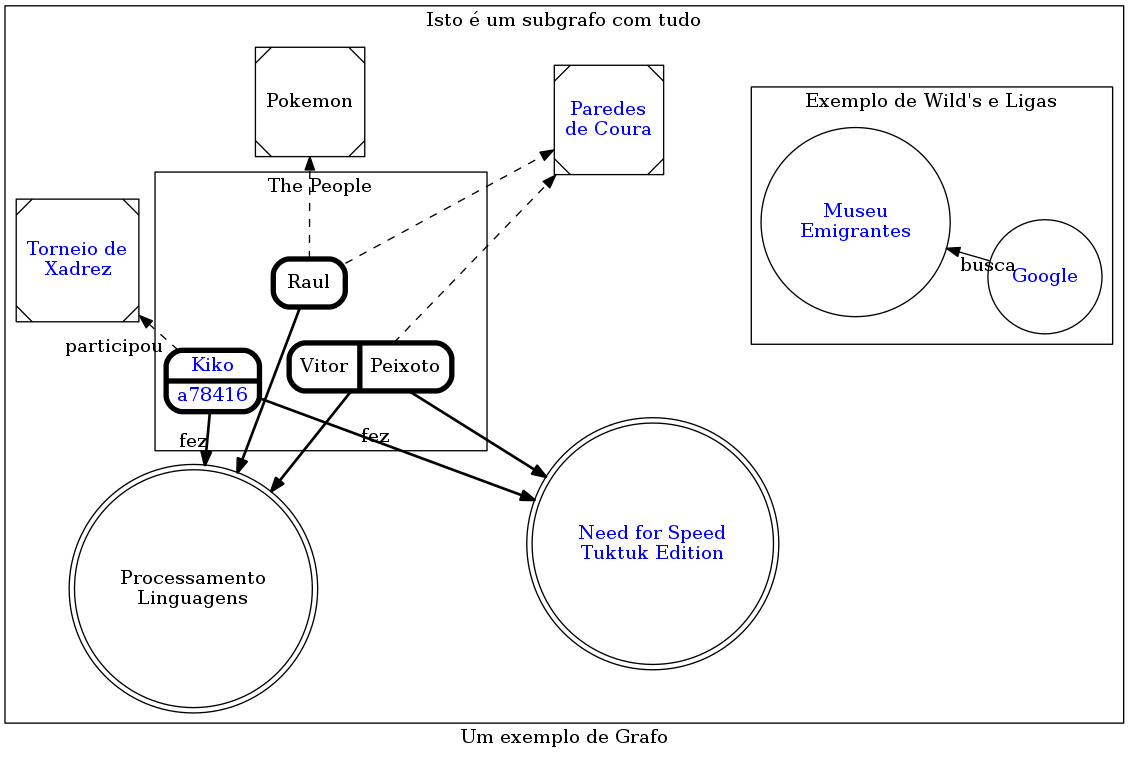 Isto é um subgrafo com tudo
Pokemon
Paredes
de Coura
Exemplo de Wild's e Ligas
The People
Torneio de
Xadrez
Museu
Emigrantes
busca
Google
Raul
participou
Kiko
a78416
Vitor
Peixoto
fez
fez
Need for Speed
Tuktuk Edition
Processamento
Linguagens
Um exemplo de Grafo